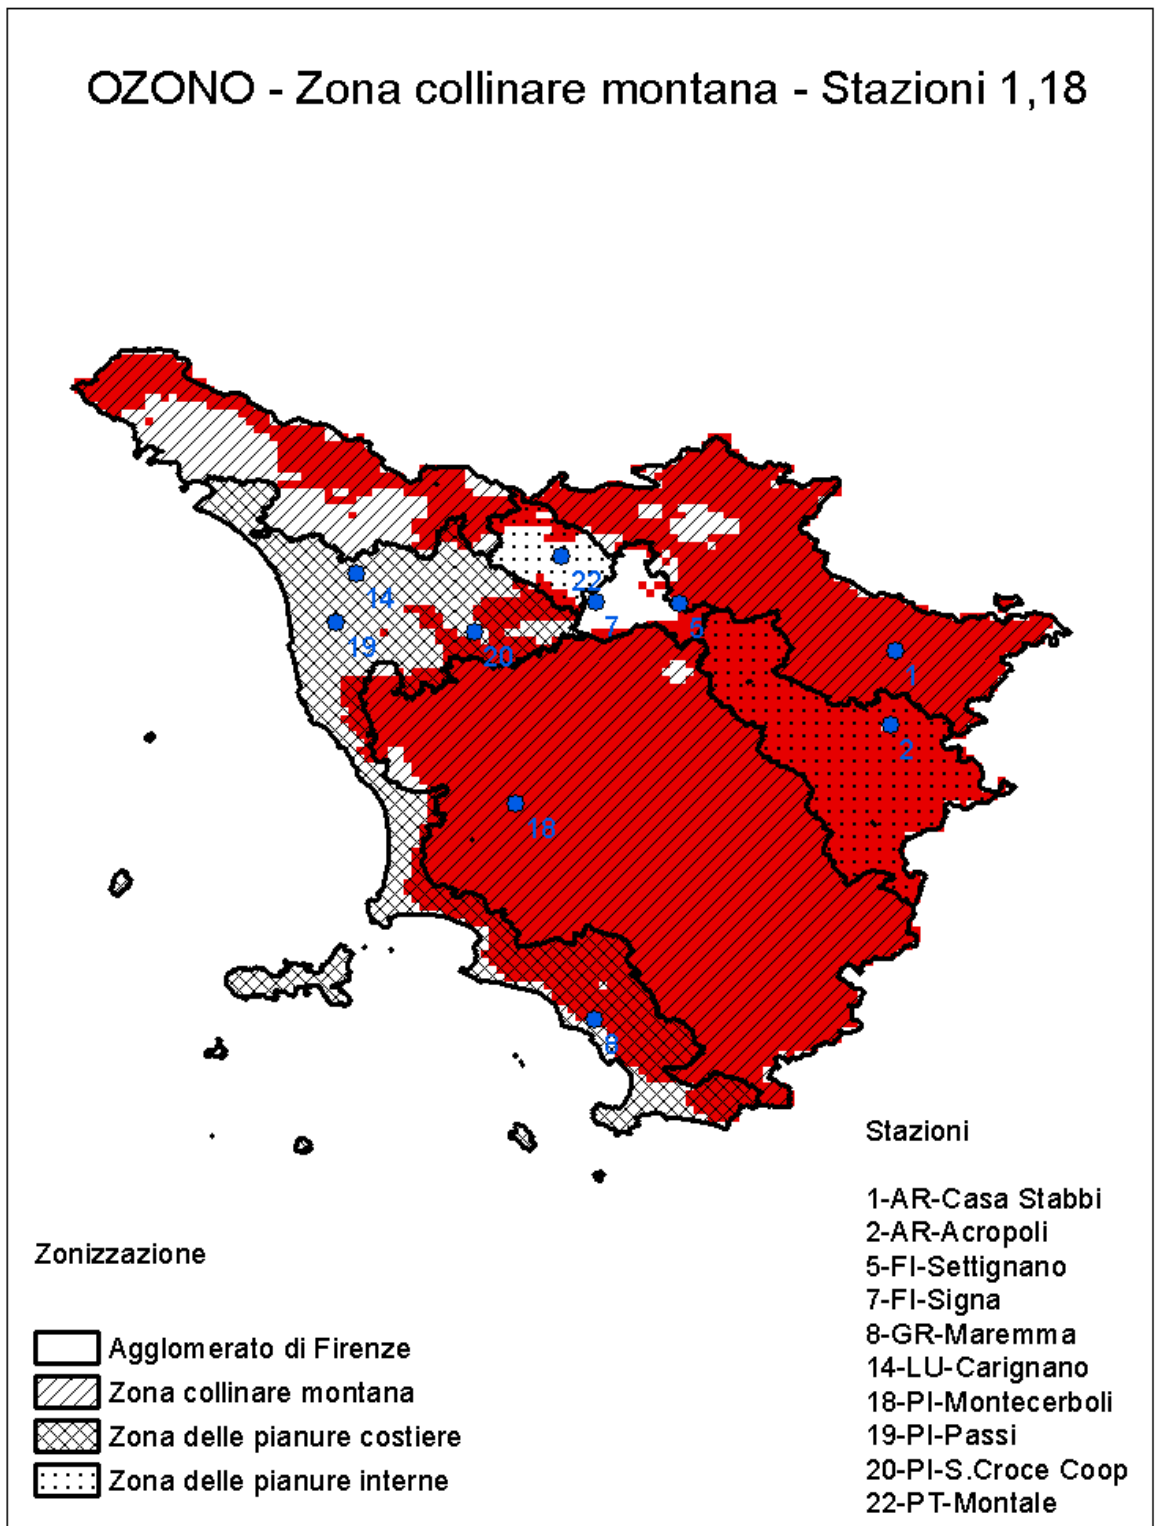 OZONO - Zona collinare montana - Stazioni 1,18
22
14
7
5
19
20
1
2
18
8
Stazioni
1-AR-Casa Stabbi
2-AR-Acropoli
5-FI-Settignano
7-FI-Signa
8-GR-Maremma
14-LU-Carignano
18-PI-Montecerboli
19-PI-Passi
20-PI-S.Croce Coop
22-PT-Montale
Zonizzazione
Agglomerato di Firenze
Zona collinare montana
Zona delle pianure costiere
Zona delle pianure interne